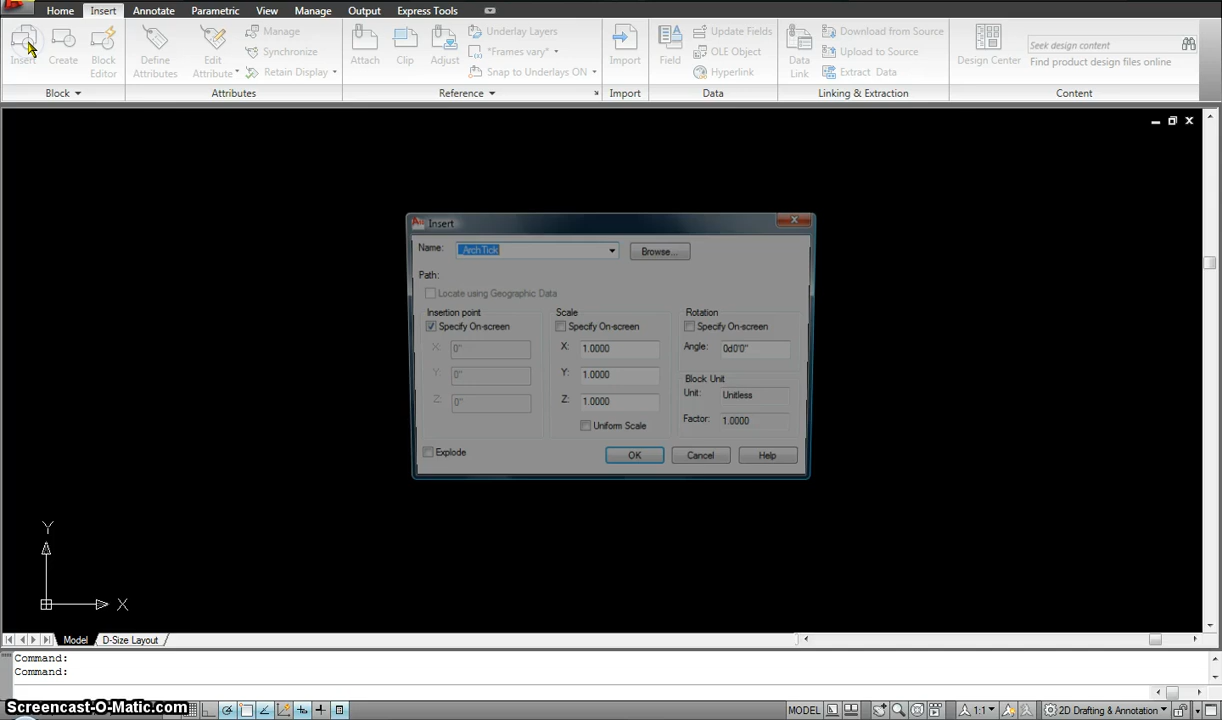 Home Insert Annotate Parametric View Manage Output Express Tools
Insert Create Block Editor Define Attributes Edit Attribute Manage Synchronize Retain Display Attach Clip Adjust Underlay Layers *Frames vary* Snap to Underlays ON Import Field Update Fields OLE Object Hyperlink Data Link Download from Source Upload to Source Extract Data Design Center Seek design content Find product design files online
Block Attributes Reference Import Data Linking & Extraction Content
Insert
Name: _ArchTick Browse...
Path:
Locate using Geographic Data
Insertion point Scale Rotation
Specify On-screen Specify On-screen Specify On-screen
X: 0" X: 1.0000 Angle: 0d0'0"
Y: 0" Y: 1.0000 Block Unit
Unit: Unitless
Z: 0" Z: 1.0000
Factor: 1.0000
Uniform Scale
Explode OK Cancel Help
Y
X
Model D-Size Layout
Command:
Command:
Screencast-O-Matic.com MODEL 1:1 2D Drafting & Annotation